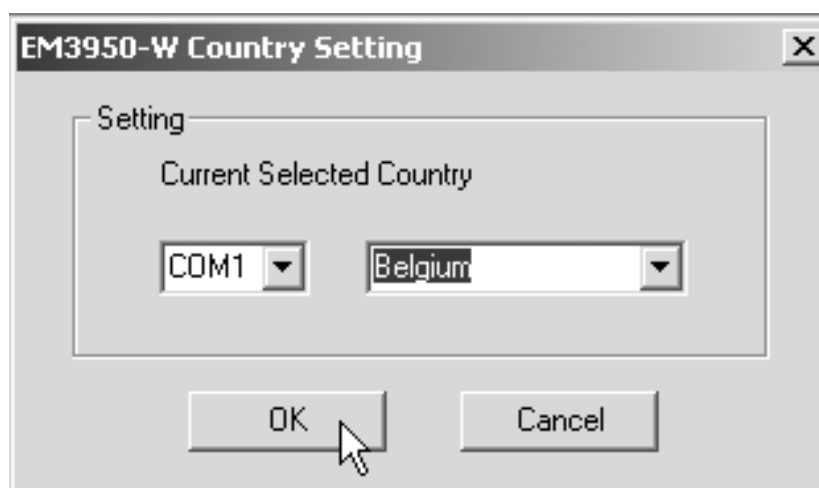 EM3950-W Country Setting
Setting
Current Selected Country
COM1 Belgium
OK Cancel